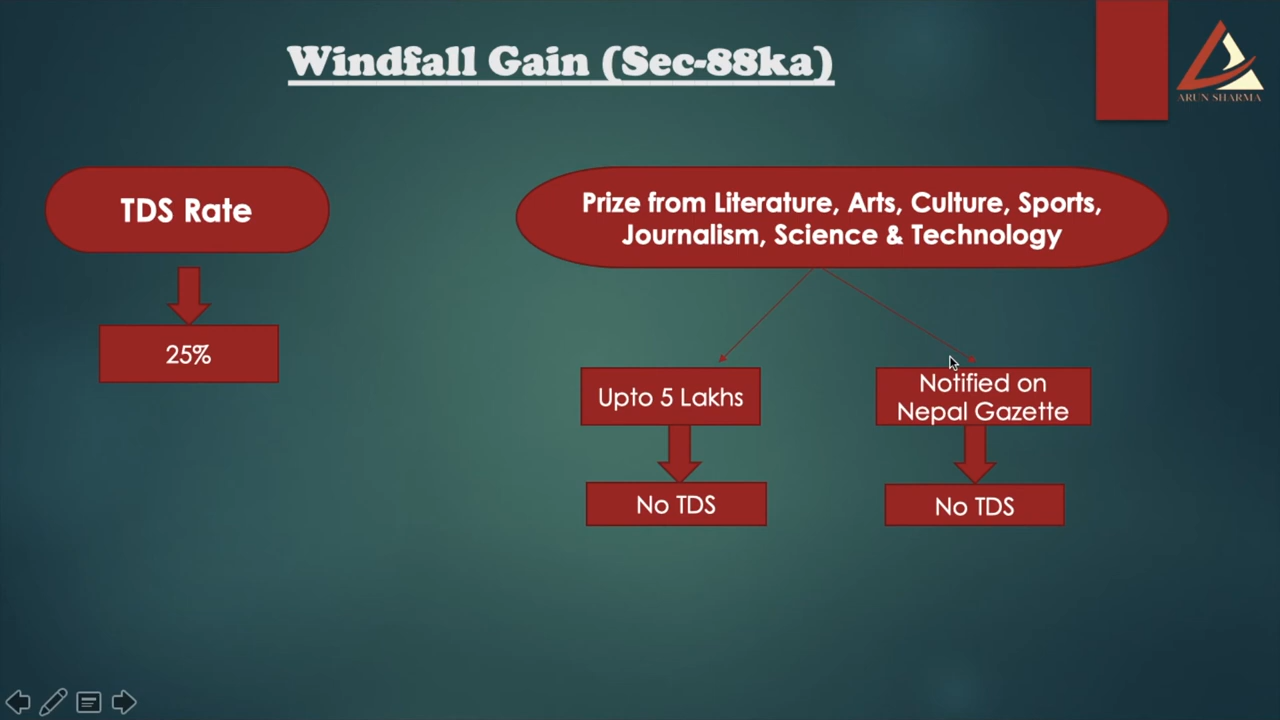 Windfall Gain (Sec-88ka)
ARUN SHARMA
TDS Rate
25%
Prize from Literature, Arts, Culture, Sports,
Journalism, Science & Technology
Upto 5 Lakhs
No TDS
Notified on
Nepal Gazette
No TDS